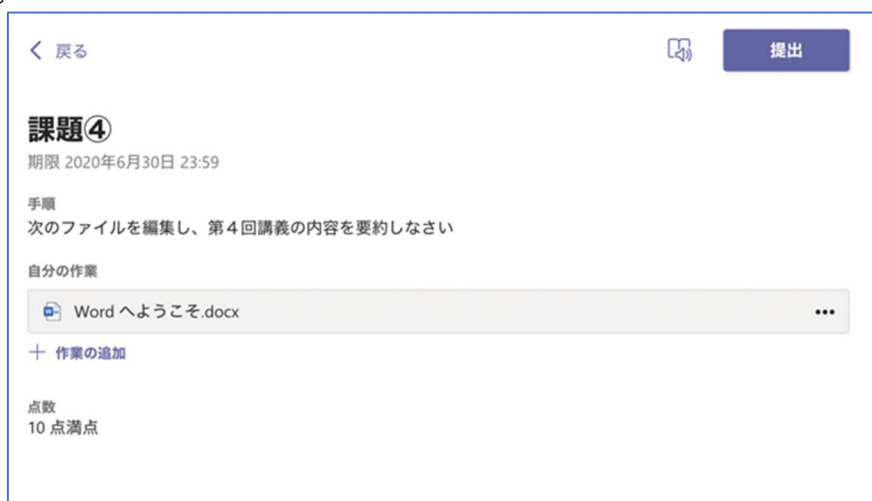 戻る
提出
課題④
期限 2020年6月30日 23:59
手順
次のファイルを編集し、第４回講義の内容を要約しなさい
自分の作業
Word へようこそ.docx
作業の追加
点数
10 点満点